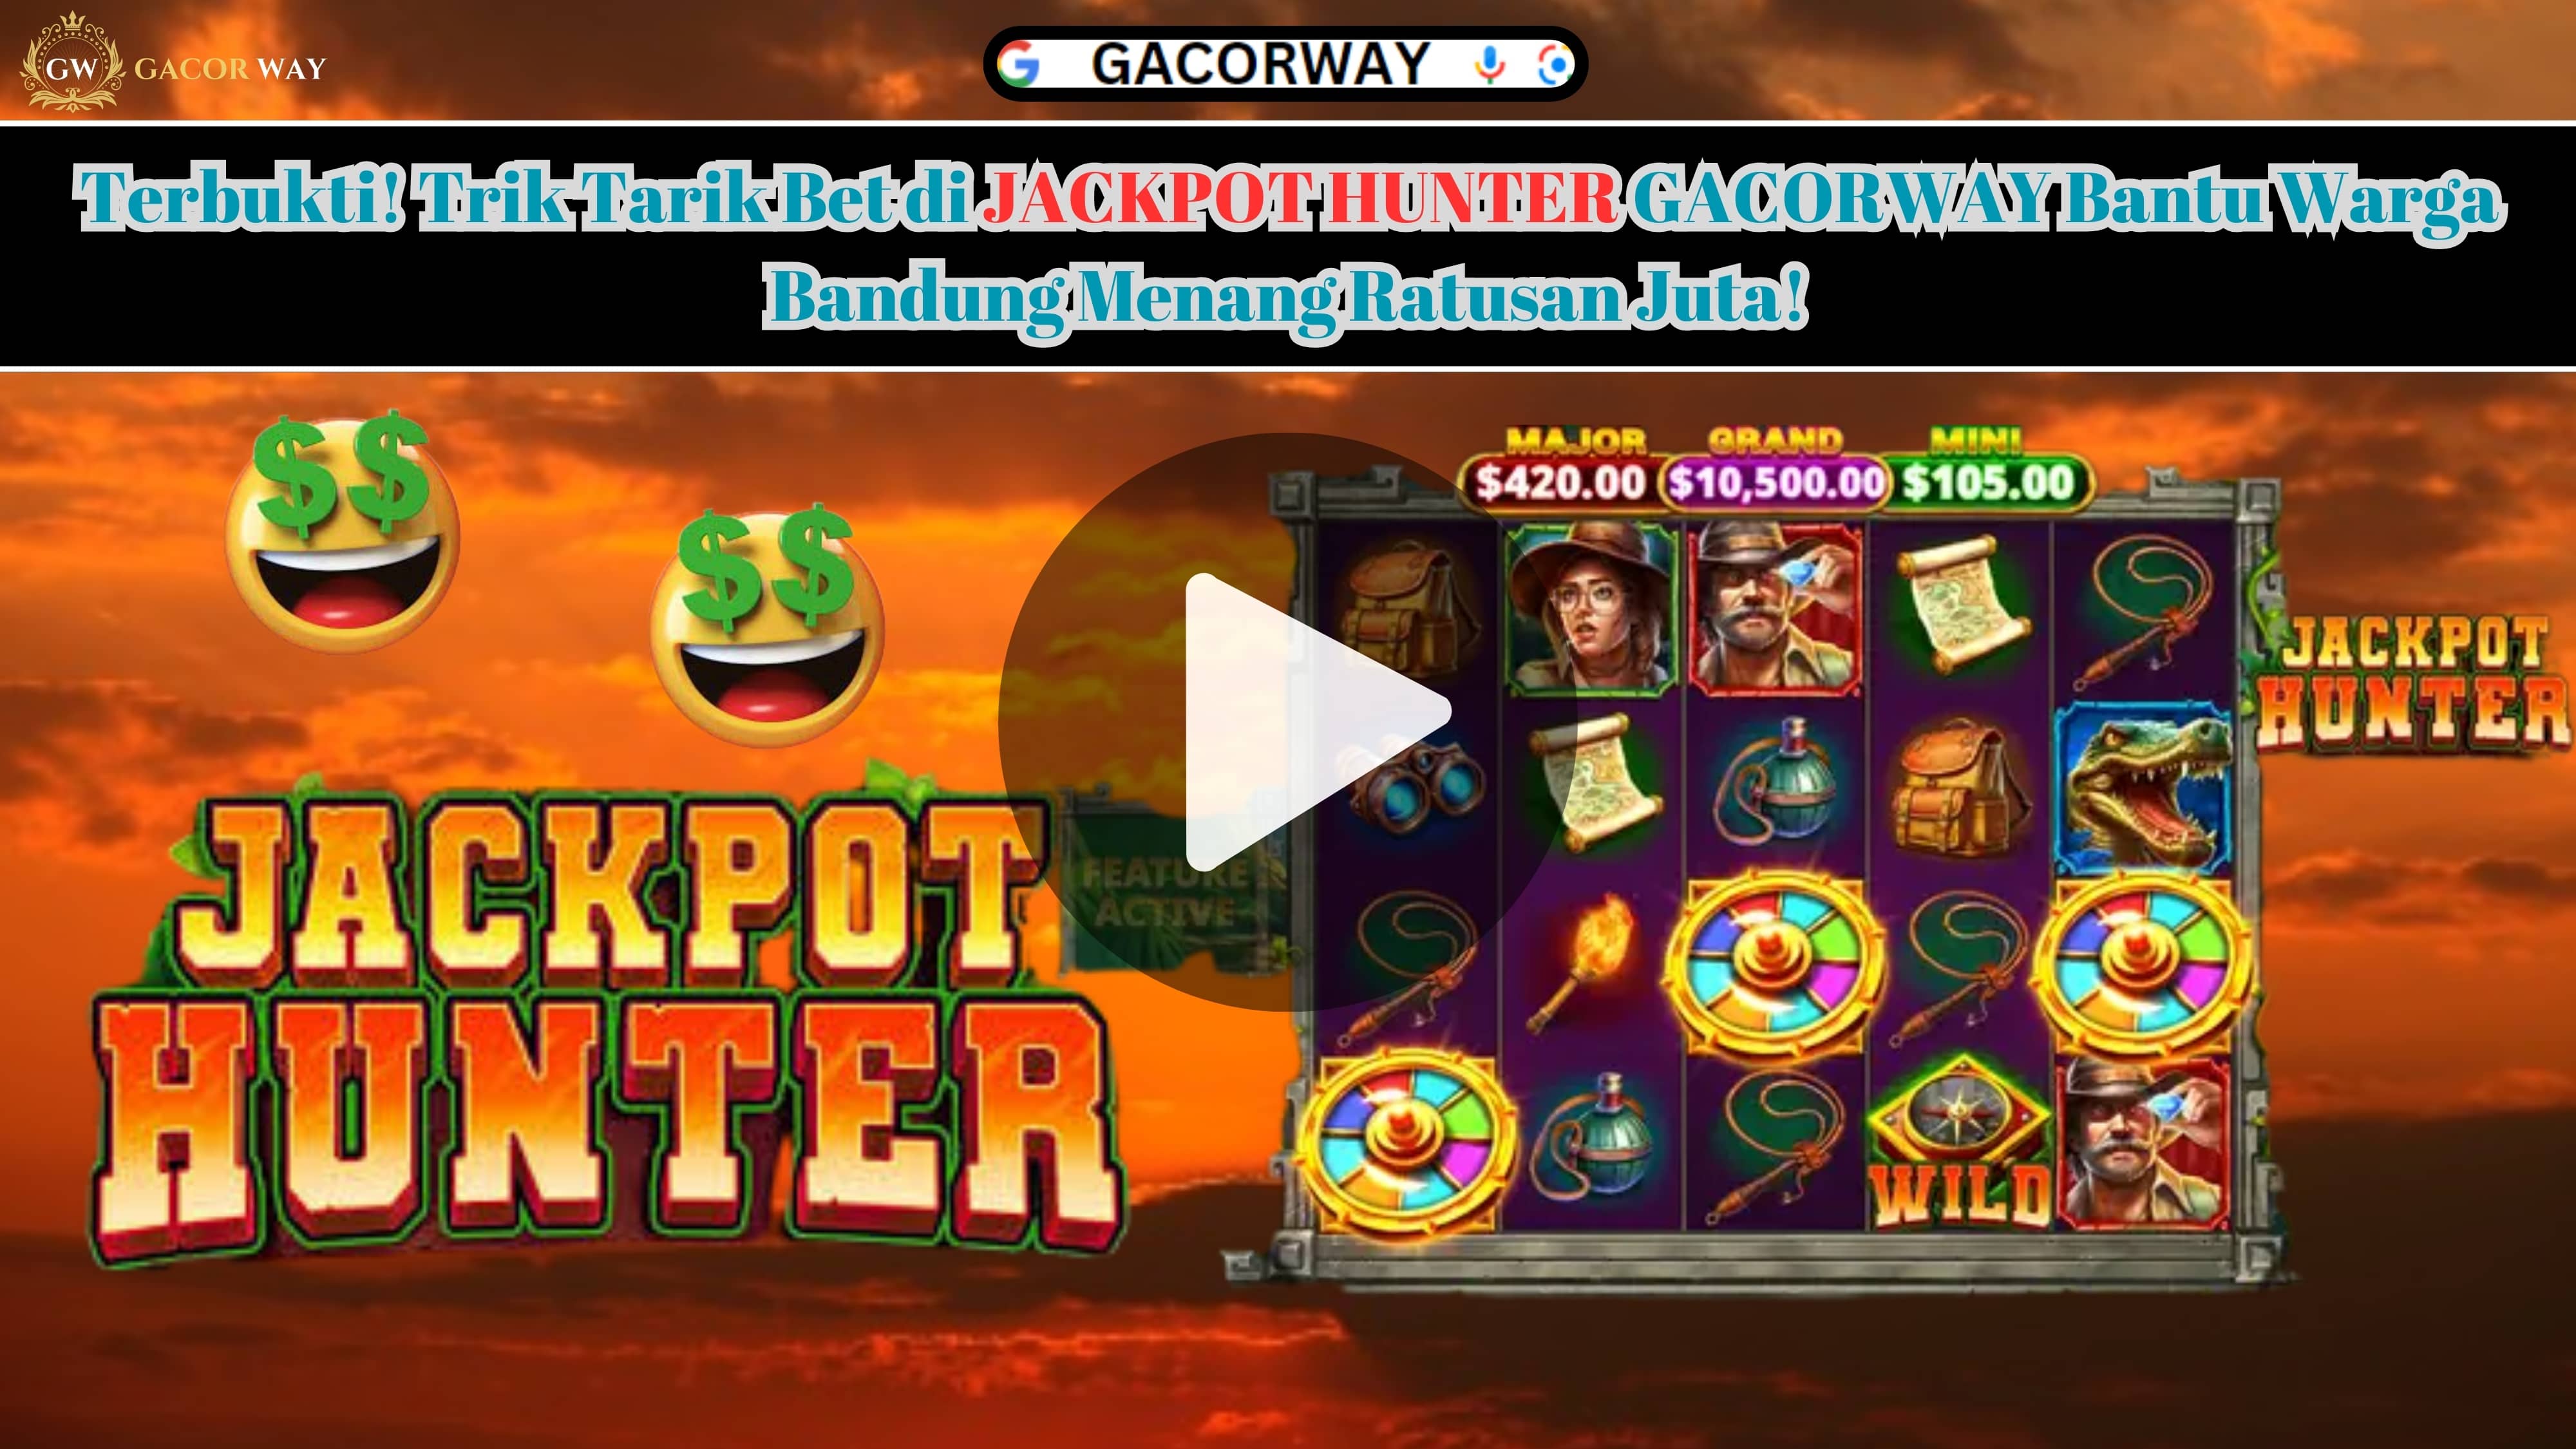 GW GACOR WAY
GACORWAY
Terbukti! Trik Tarik Bet di JACKPOT HUNTER GACORWAY Bantu Warga
Bandung Menang Ratusan Juta!
$$
$$
MAJOR GRAND MINI
$420.00 $10,500.00 $105.00
JACKPOT
HUNTER
JACKPOT
HUNTER
FEATURE
ACTIVE
WILD